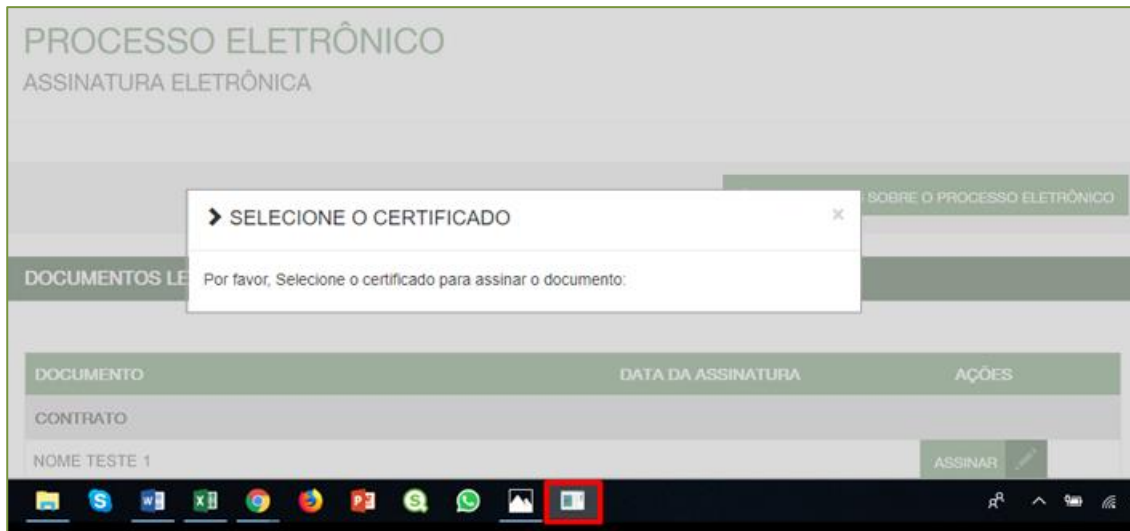 PROCESSO ELETRÔNICO
ASSINATURA ELETRÔNICA
SOBRE O PROCESSO ELETRÔNICO
SELECIONE O CERTIFICADO
×
Por favor, Selecione o certificado para assinar o documento:
DOCUMENTOS
DOCUMENTO DATA DA ASSINATURA AÇÕES
CONTRATO
NOME TESTE 1 ASSINAR